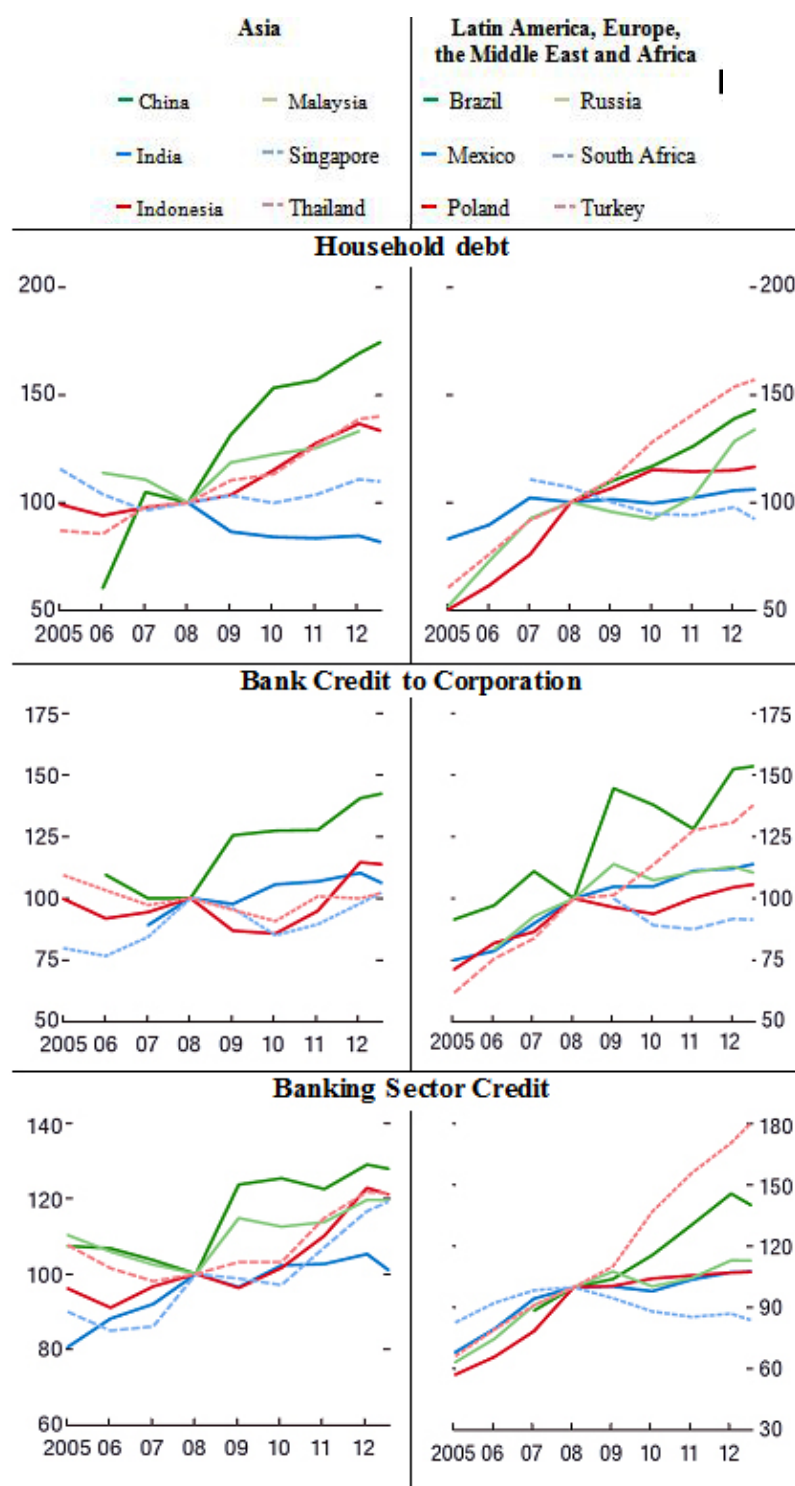 Asia
Latin America, Europe,
the Middle East and Africa
China Malaysia
India Singapore
Indonesia Thailand
Brazil Russia
Mexico South Africa
Poland Turkey
Household debt
200
150
100
50
2005 06 07 08 09 10 11 12
200
150
100
50
2005 06 07 08 09 10 11 12
Bank Credit to Corporation
175
150
125
100
75
50
2005 06 07 08 09 10 11 12
175
150
125
100
75
50
2005 06 07 08 09 10 11 12
Banking Sector Credit
140
120
100
80
60
2005 06 07 08 09 10 11 12
180
150
120
90
60
30
2005 06 07 08 09 10 11 12